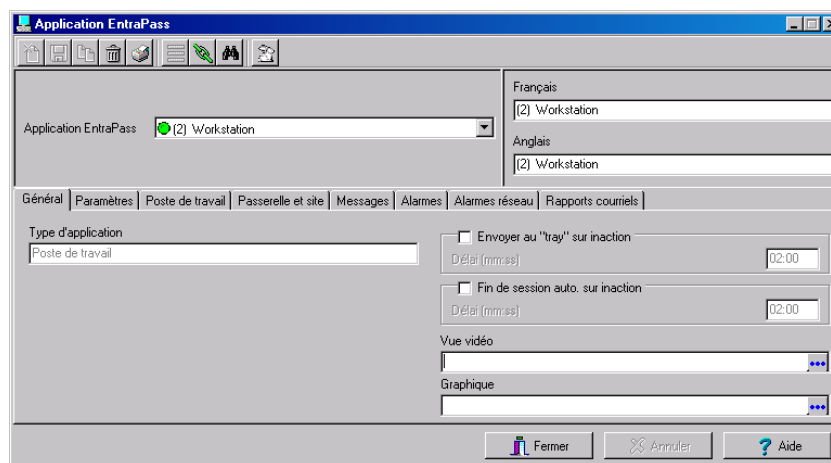 Application EntraPass
Français
(2) Workstation
Application EntraPass
(2) Workstation
Anglais
(2) Workstation
Général Paramètres Poste de travail Passerelle et site Messages Alarmes Alarmes réseau Rapports courriels
Type d'application
Poste de travail
Envoyer au "tray" sur inaction
Délai (mm:ss) 02:00
Fin de session auto. sur inaction
Délai (mm:ss) 02:00
Vue vidéo
Graphique
Fermer Annuler Aide